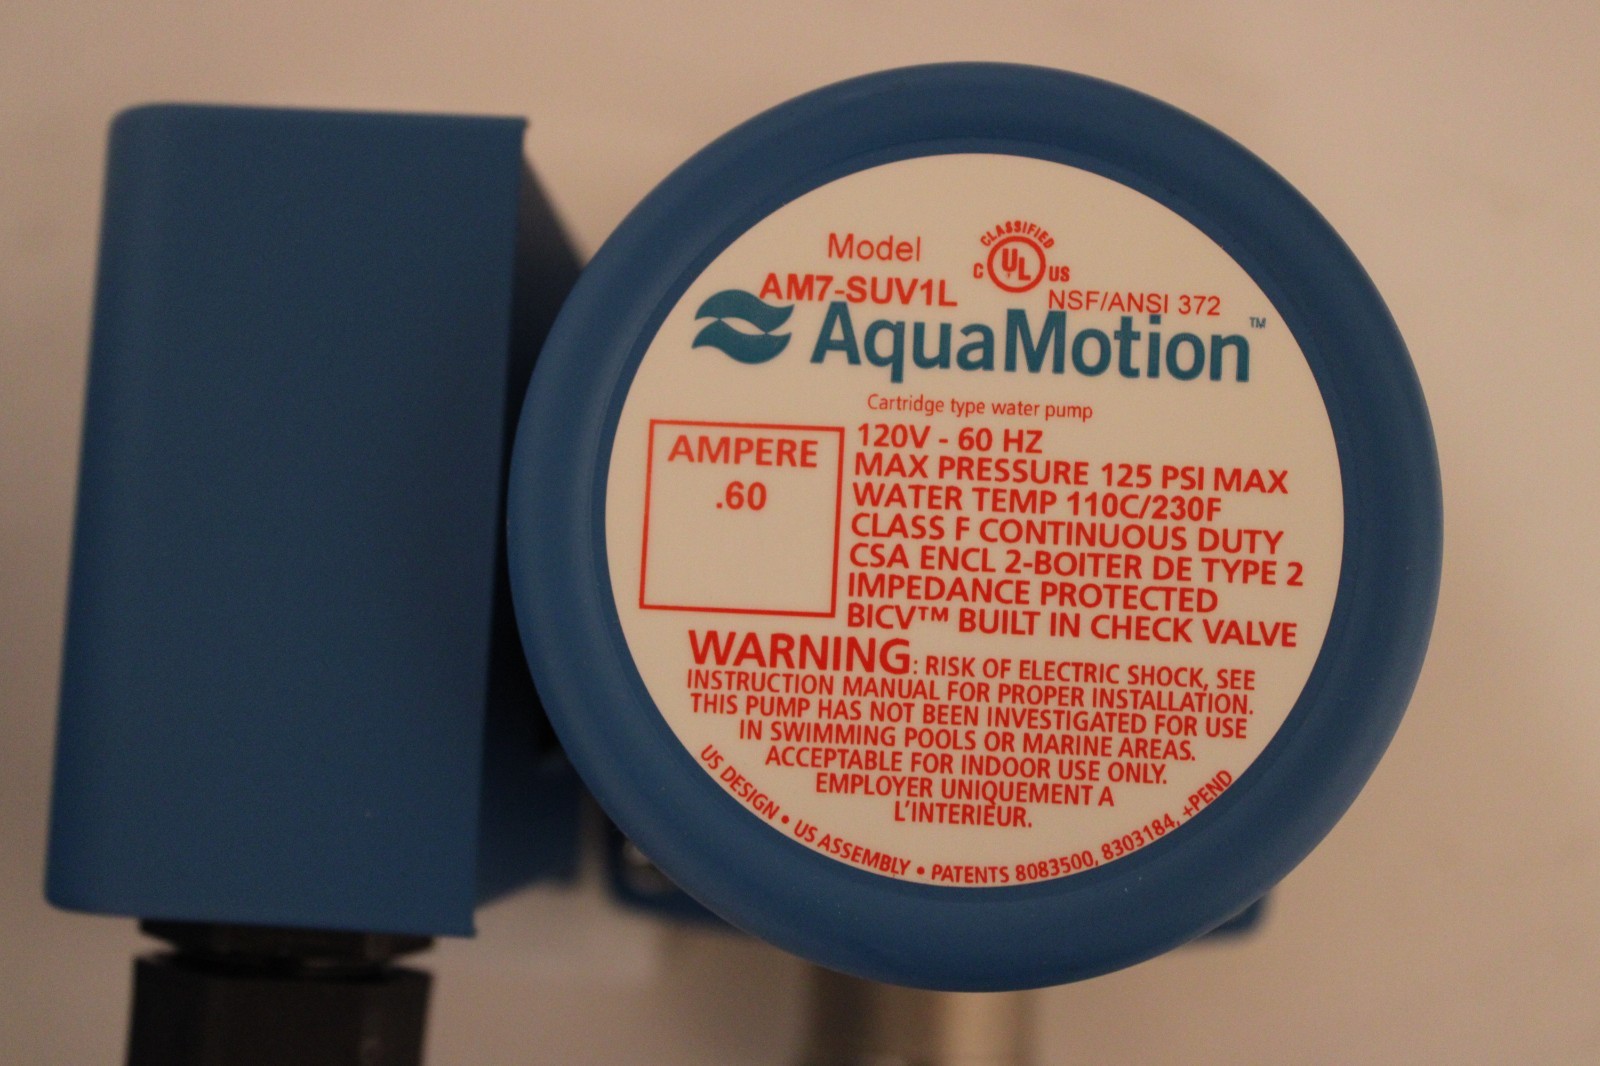 Model
AM7-SUV1L
CLASSIFIED
C UL US
NSF/ANSI 372
AquaMotion™
Cartridge type water pump
AMPERE
.60
120V - 60 HZ
MAX PRESSURE 125 PSI MAX
WATER TEMP 110C/230F
CLASS F CONTINUOUS DUTY
CSA ENCL 2-BOITER DE TYPE 2
IMPEDANCE PROTECTED
BICV™ BUILT IN CHECK VALVE
WARNING: RISK OF ELECTRIC SHOCK, SEE
INSTRUCTION MANUAL FOR PROPER INSTALLATION.
THIS PUMP HAS NOT BEEN INVESTIGATED FOR USE
IN SWIMMING POOLS OR MARINE AREAS.
ACCEPTABLE FOR INDOOR USE ONLY.
EMPLOYER UNIQUEMENT A
L'INTERIEUR.
US DESIGN • US ASSEMBLY • PATENTS 8083500, 8303184, +PEND